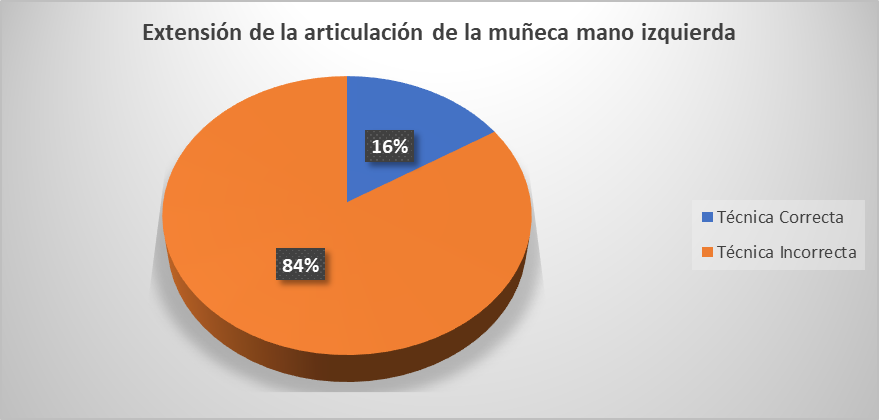 Extensión de la articulación de la muñeca mano izquierda
16%
84%
Técnica Correcta
Técnica Incorrecta